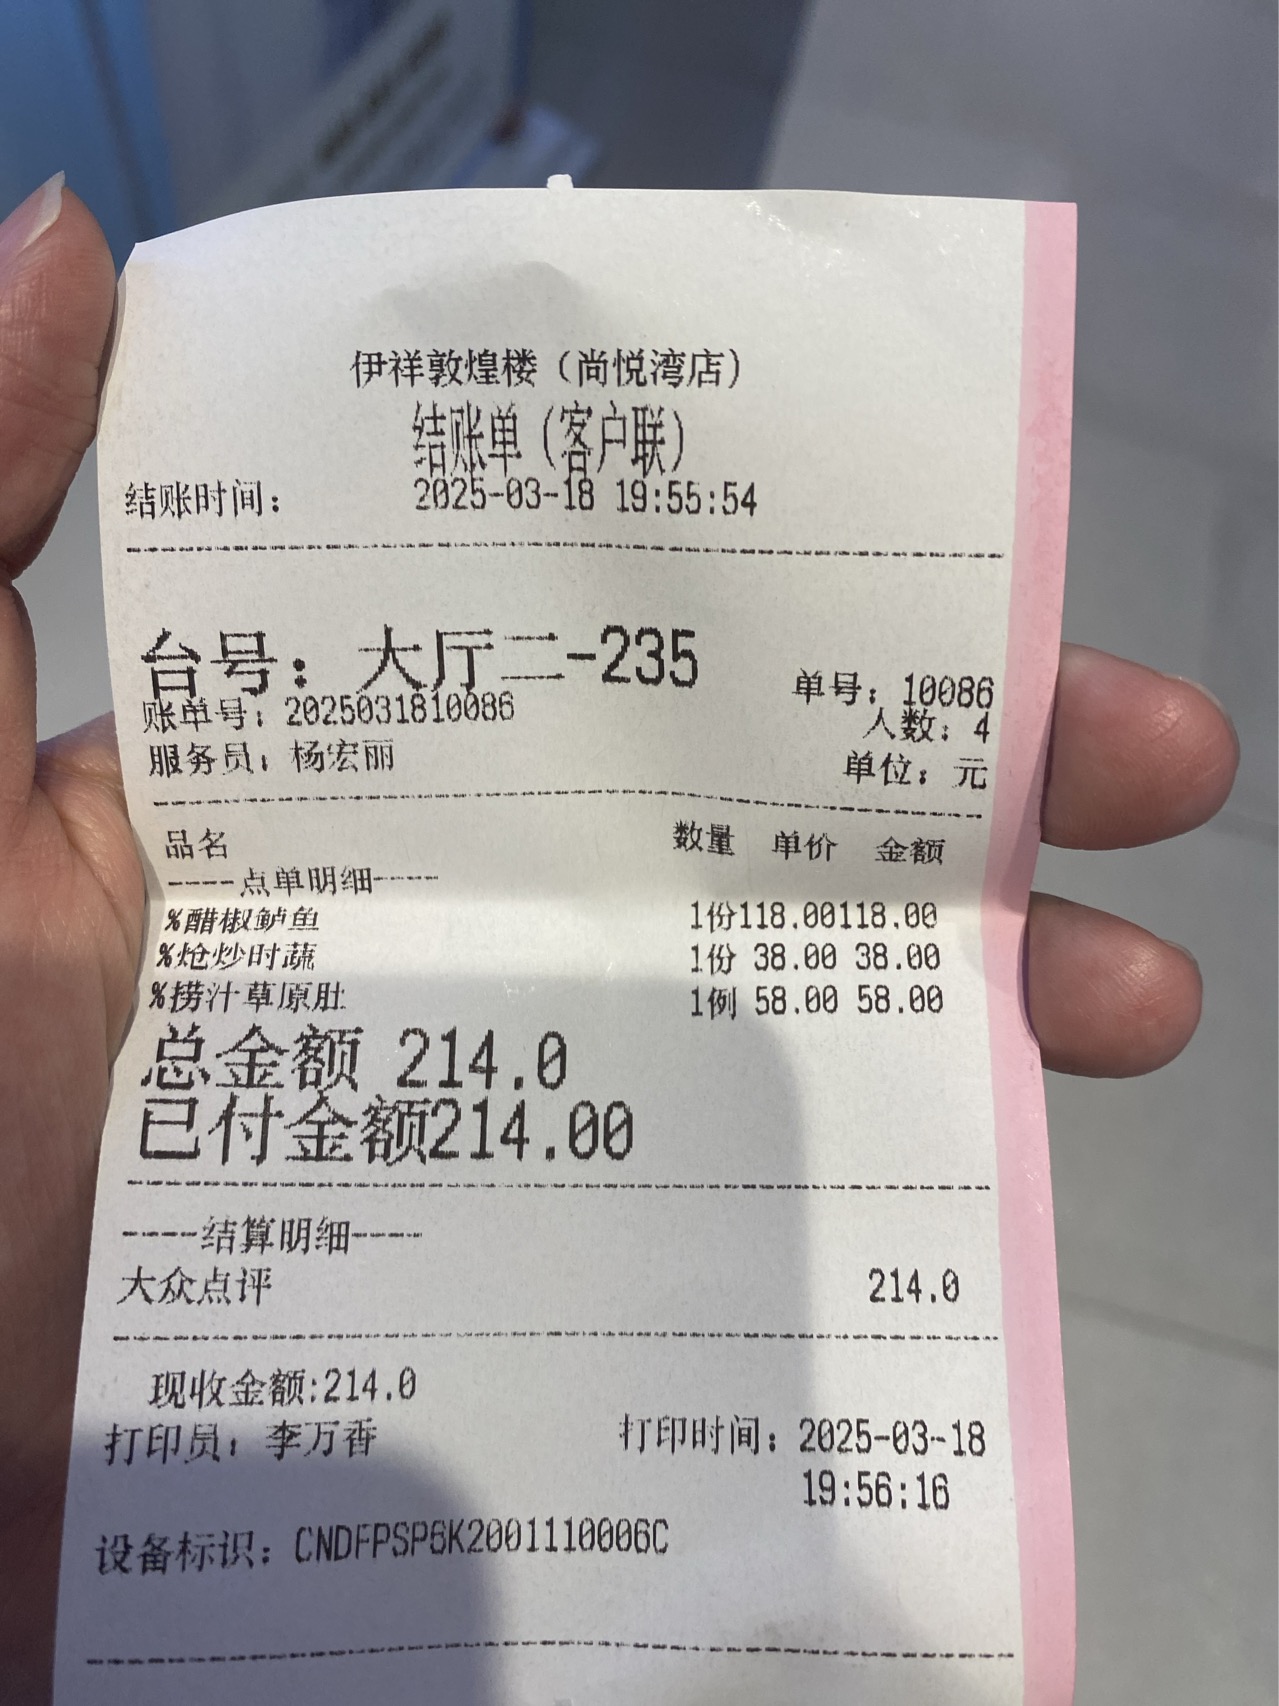 伊祥敦煌楼（尚悦湾店）
结账单（客户联）
结账时间： 2025-03-18 19:55:54
台号：大厅二-235
单号：10086
账单号：2025031810086
人数：4
服务员：杨宏丽
单位：元
品名 数量 单价 金额
----点单明细----
%醋椒鲈鱼 1份118.00118.00
%炝炒时蔬 1份 38.00 38.00
%捞汁草原肚 1例 58.00 58.00
总金额 214.0
已付金额214.00
----结算明细----
大众点评 214.0
现收金额:214.0
打印员：李万香 打印时间：2025-03-18
19:56:16
设备标识：CNDFPSP6K2001110006C